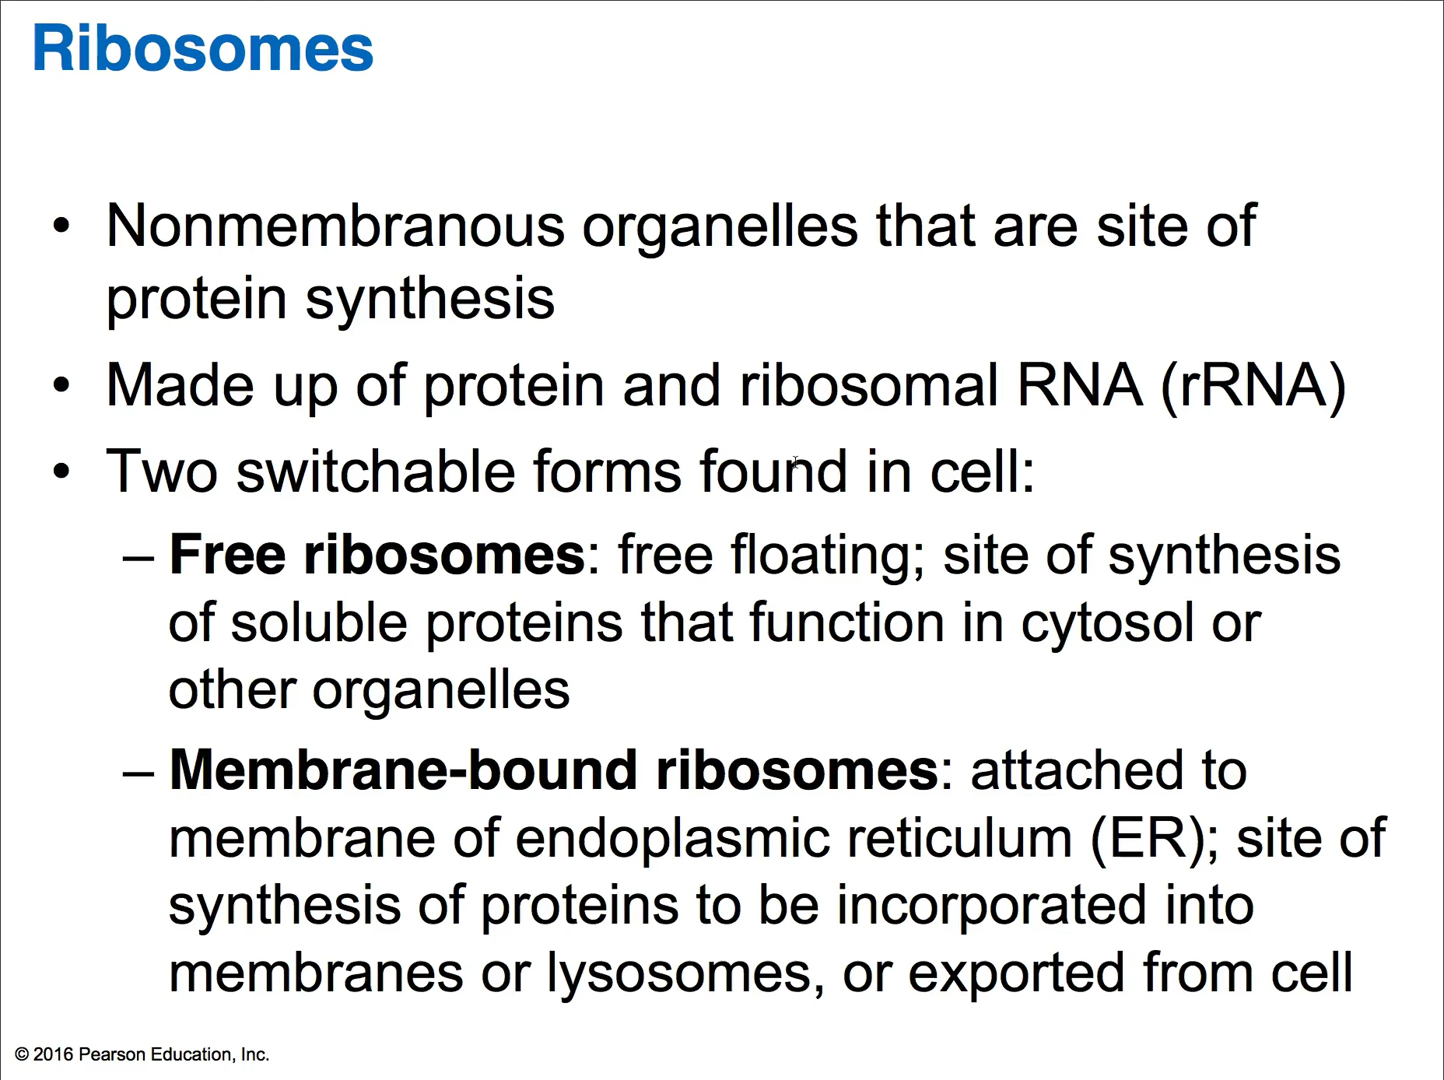 Ribosomes
• Nonmembranous organelles that are site of
protein synthesis
• Made up of protein and ribosomal RNA (rRNA)
• Two switchable forms found in cell:
– Free ribosomes: free floating; site of synthesis
of soluble proteins that function in cytosol or
other organelles
– Membrane-bound ribosomes: attached to
membrane of endoplasmic reticulum (ER); site of
synthesis of proteins to be incorporated into
membranes or lysosomes, or exported from cell
© 2016 Pearson Education, Inc.